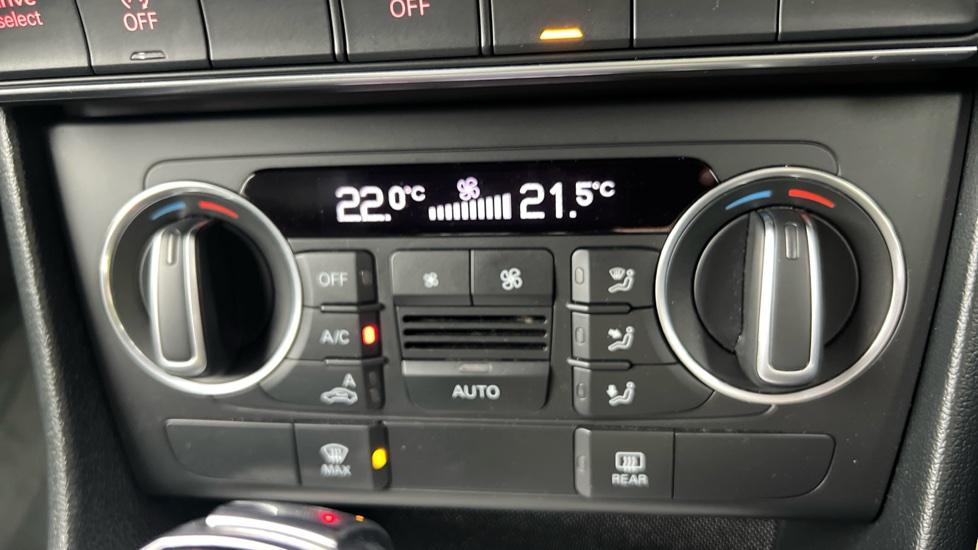 select
OFF
OFF
22.0°C 21.5°C
OFF
A/C
A
AUTO
MAX
REAR